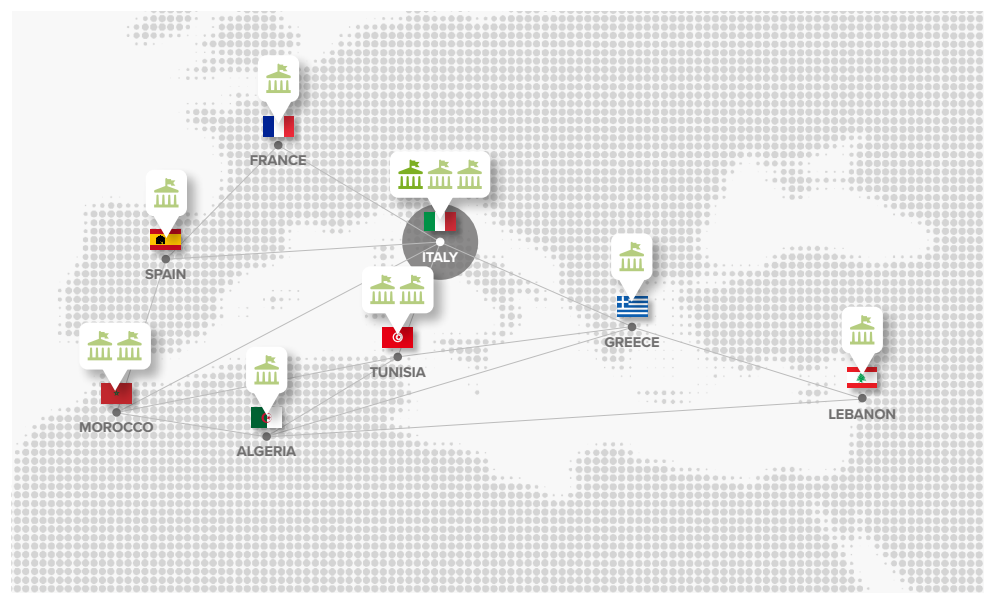 FRANCE
ITALY
SPAIN
GREECE
TUNISIA
LEBANON
MOROCCO
ALGERIA